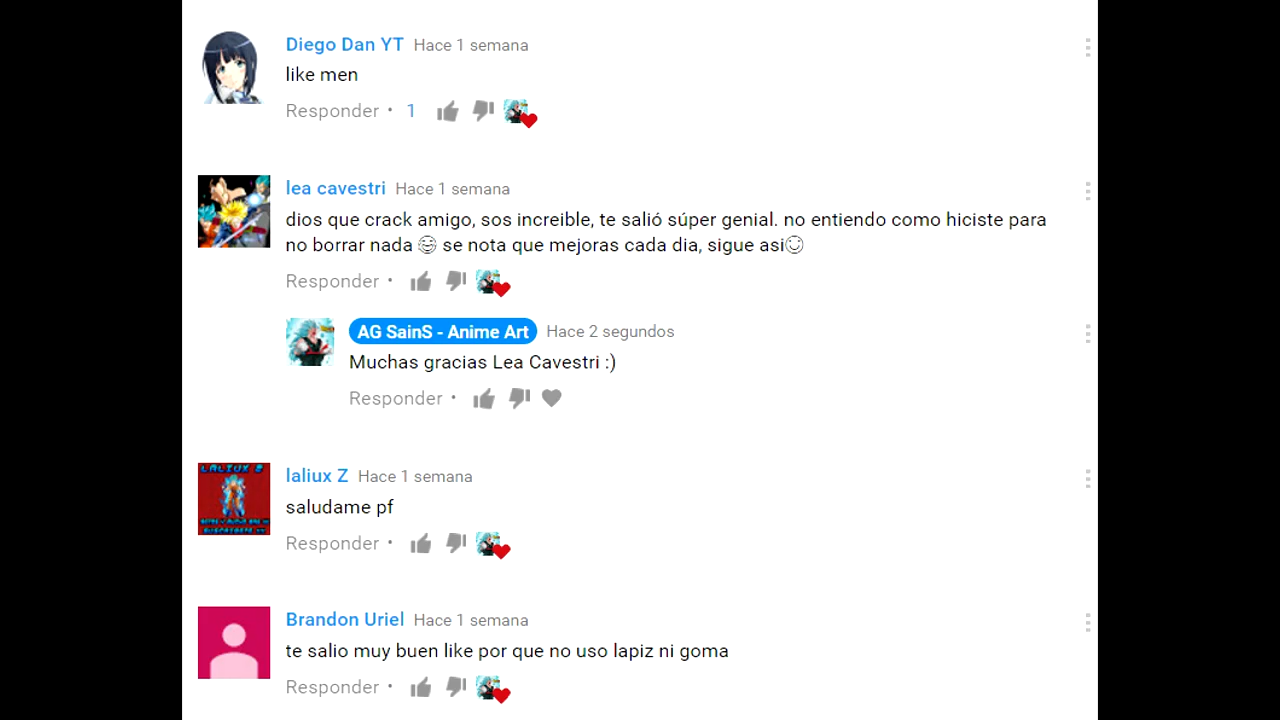 Diego Dan YT Hace 1 semana
like men
Responder • 1
lea cavestri Hace 1 semana
dios que crack amigo, sos increible, te salió súper genial. no entiendo como hiciste para
no borrar nada 😂 se nota que mejoras cada dia, sigue asi☺
Responder •
AG SainS - Anime Art Hace 2 segundos
Muchas gracias Lea Cavestri :)
Responder •
LALIUX Z
laliux Z Hace 1 semana
saludame pf
Responder •
Brandon Uriel Hace 1 semana
te salio muy buen like por que no uso lapiz ni goma
Responder •